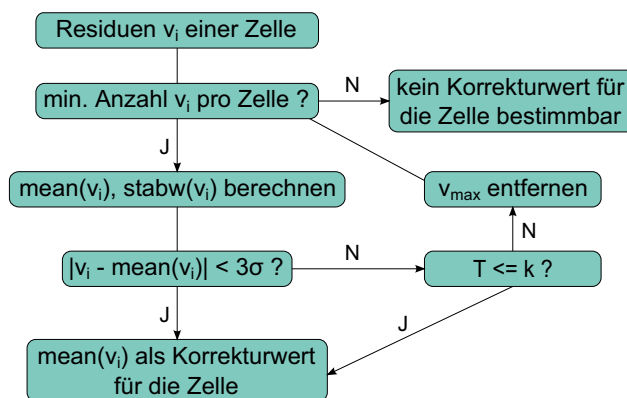 Residuen vᵢ einer Zelle
min. Anzahl vᵢ pro Zelle ?
N
kein Korrekturwert für
die Zelle bestimmbar
J
mean(vᵢ), stabw(vᵢ) berechnen
v_max entfernen
N
|vᵢ - mean(vᵢ)| < 3σ ?
N
T <= k ?
J
J
mean(vᵢ) als Korrekturwert
für die Zelle